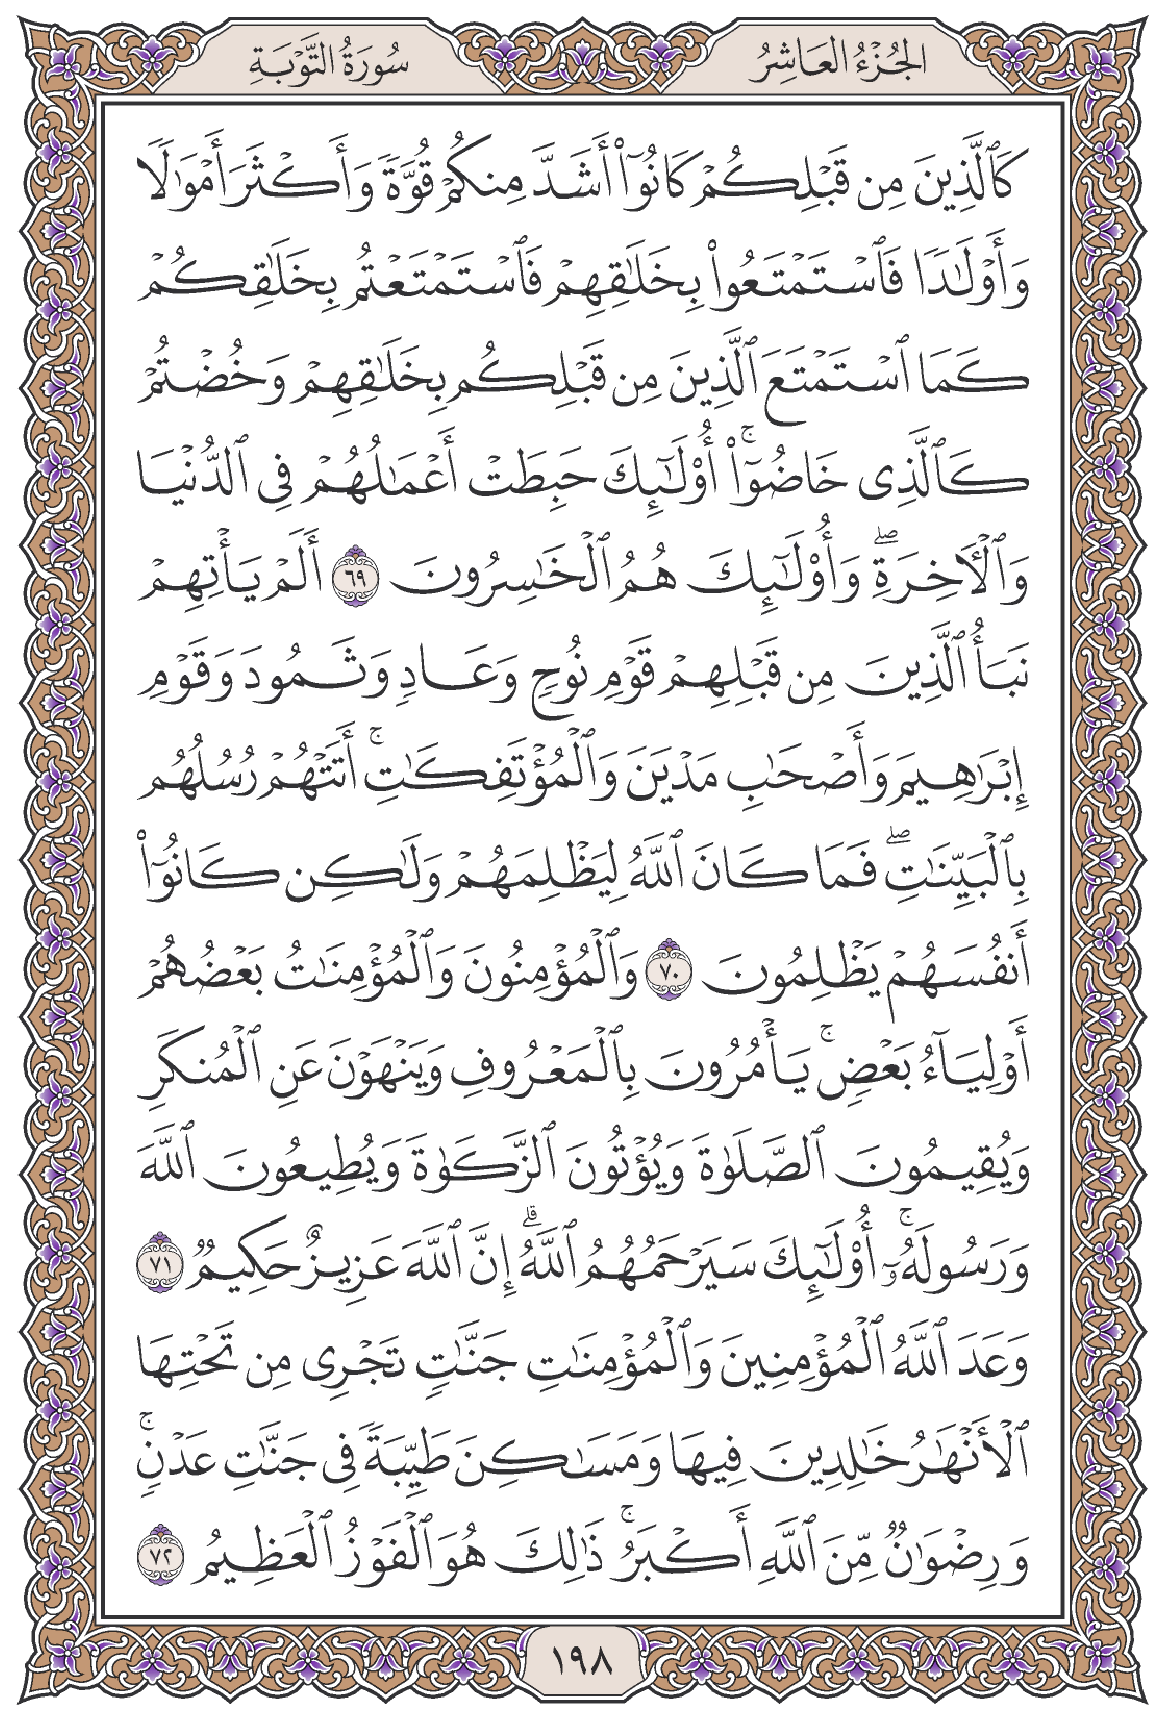 الجُزْءُ العَاشِرُ
سُورَةُ التَّوْبَةِ
كَٱلَّذِينَ مِن قَبْلِكُمْ كَانُوٓا۟ أَشَدَّ مِنكُمْ قُوَّةً وَأَكْثَرَ أَمْوَٰلًا
وَأَوْلَـٰدًا فَٱسْتَمْتَعُوا۟ بِخَلَـٰقِهِمْ فَٱسْتَمْتَعْتُم بِخَلَـٰقِكُمْ
كَمَا ٱسْتَمْتَعَ ٱلَّذِينَ مِن قَبْلِكُم بِخَلَـٰقِهِمْ وَخُضْتُمْ
كَٱلَّذِى خَاضُوٓا۟ۚ أُو۟لَـٰٓئِكَ حَبِطَتْ أَعْمَـٰلُهُمْ فِى ٱلدُّنْيَا
وَٱلْـَٔاخِرَةِۖ وَأُو۟لَـٰٓئِكَ هُمُ ٱلْخَـٰسِرُونَ ٦٩ أَلَمْ يَأْتِهِمْ
نَبَأُ ٱلَّذِينَ مِن قَبْلِهِمْ قَوْمِ نُوحٍ وَعَادٍ وَثَمُودَ وَقَوْمِ
إِبْرَٰهِيمَ وَأَصْحَـٰبِ مَدْيَنَ وَٱلْمُؤْتَفِكَـٰتِۚ أَتَتْهُمْ رُسُلُهُم
بِٱلْبَيِّنَـٰتِۖ فَمَا كَانَ ٱللَّهُ لِيَظْلِمَهُمْ وَلَـٰكِن كَانُوٓا۟
أَنفُسَهُمْ يَظْلِمُونَ ٧٠ وَٱلْمُؤْمِنُونَ وَٱلْمُؤْمِنَـٰتُ بَعْضُهُمْ
أَوْلِيَآءُ بَعْضٍۚ يَأْمُرُونَ بِٱلْمَعْرُوفِ وَيَنْهَوْنَ عَنِ ٱلْمُنكَرِ
وَيُقِيمُونَ ٱلصَّلَوٰةَ وَيُؤْتُونَ ٱلزَّكَوٰةَ وَيُطِيعُونَ ٱللَّهَ
وَرَسُولَهُۥٓۚ أُو۟لَـٰٓئِكَ سَيَرْحَمُهُمُ ٱللَّهُۗ إِنَّ ٱللَّهَ عَزِيزٌ حَكِيمٌ ٧١
وَعَدَ ٱللَّهُ ٱلْمُؤْمِنِينَ وَٱلْمُؤْمِنَـٰتِ جَنَّـٰتٍ تَجْرِى مِن تَحْتِهَا
ٱلْأَنْهَـٰرُ خَـٰلِدِينَ فِيهَا وَمَسَـٰكِنَ طَيِّبَةً فِى جَنَّـٰتِ عَدْنٍۚ
وَرِضْوَٰنٌ مِّنَ ٱللَّهِ أَكْبَرُۚ ذَٰلِكَ هُوَ ٱلْفَوْزُ ٱلْعَظِيمُ ٧٢
١٩٨